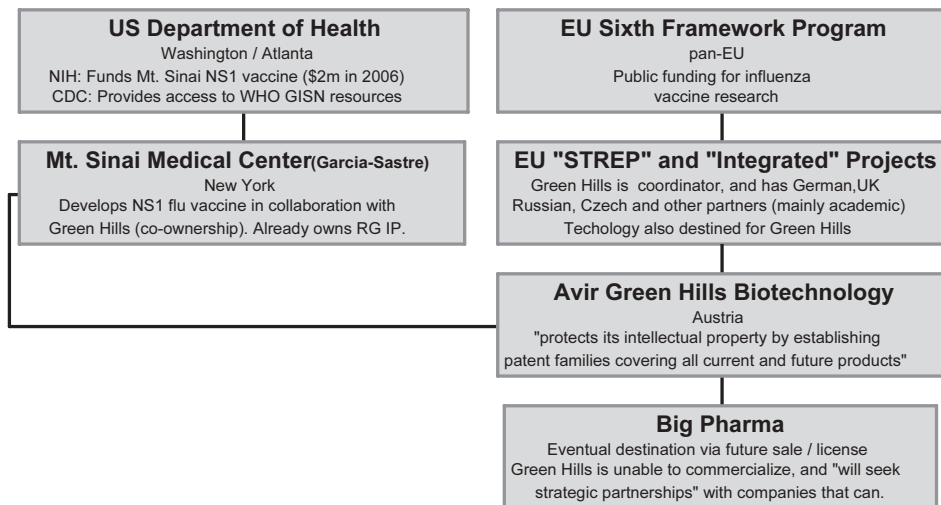 US Department of Health
Washington / Atlanta
NIH: Funds Mt. Sinai NS1 vaccine ($2m in 2006)
CDC: Provides access to WHO GISN resources
Mt. Sinai Medical Center(Garcia-Sastre)
New York
Develops NS1 flu vaccine in collaboration with
Green Hills (co-ownership). Already owns RG IP.
EU Sixth Framework Program
pan-EU
Public funding for influenza
vaccine research
EU "STREP" and "Integrated" Projects
Green Hills is coordinator, and has German,UK
Russian, Czech and other partners (mainly academic)
Techology also destined for Green Hills
Avir Green Hills Biotechnology
Austria
"protects its intellectual property by establishing
patent families covering all current and future products"
Big Pharma
Eventual destination via future sale / license
Green Hills is unable to commercialize, and "will seek
strategic partnerships" with companies that can.